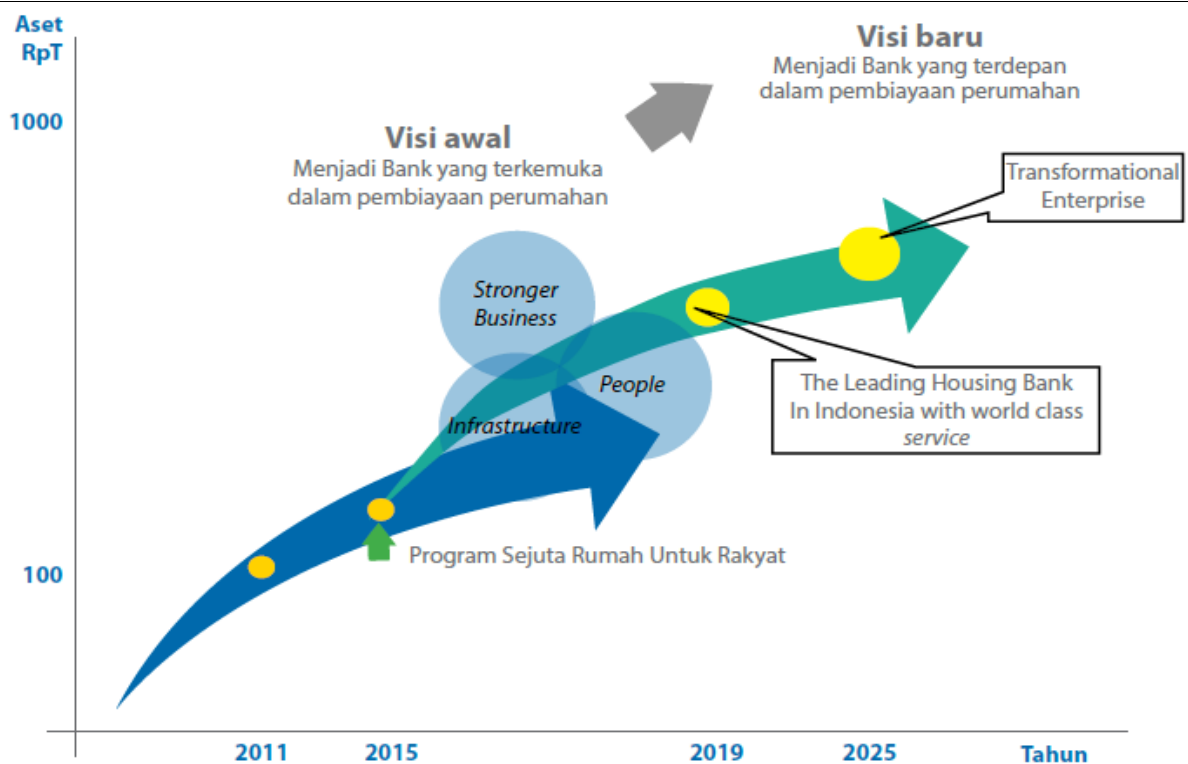 Aset
RpT
1000
100
Visi awal
Menjadi Bank yang terkemuka
dalam pembiayaan perumahan
Visi baru
Menjadi Bank yang terdepan
dalam pembiayaan perumahan
Transformational
Enterprise
Stronger
Business
People
Infrastructure
The Leading Housing Bank
In Indonesia with world class
service
Program Sejuta Rumah Untuk Rakyat
2011
2015
2019
2025
Tahun